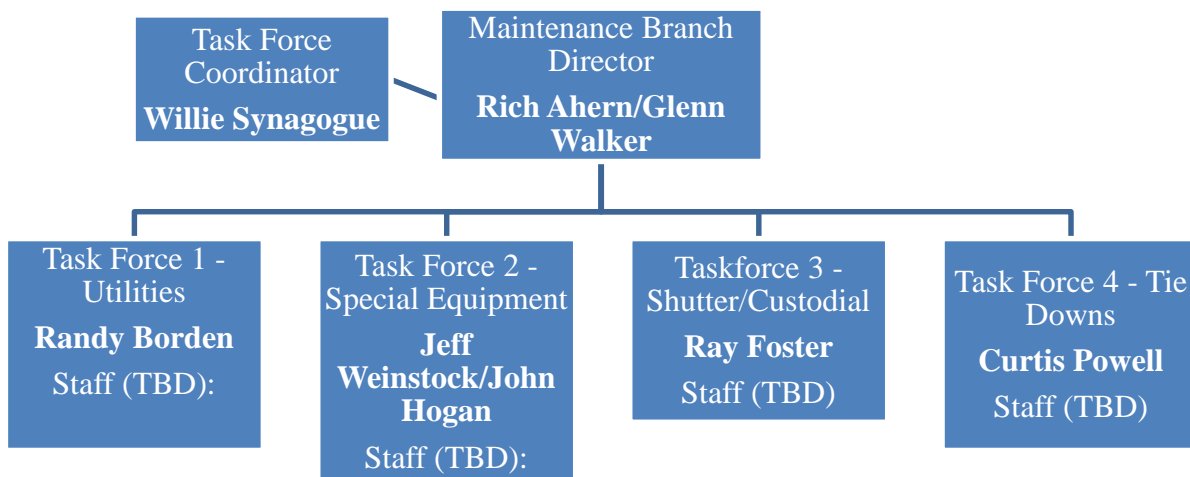 Task Force
Coordinator
Willie Synagogue
Maintenance Branch
Director
Rich Ahern/Glenn
Walker
Task Force 1 -
Utilities
Randy Borden
Staff (TBD):
Task Force 2 -
Special Equipment
Jeff
Weinstock/John
Hogan
Staff (TBD):
Taskforce 3 -
Shutter/Custodial
Ray Foster
Staff (TBD)
Task Force 4 - Tie
Downs
Curtis Powell
Staff (TBD)